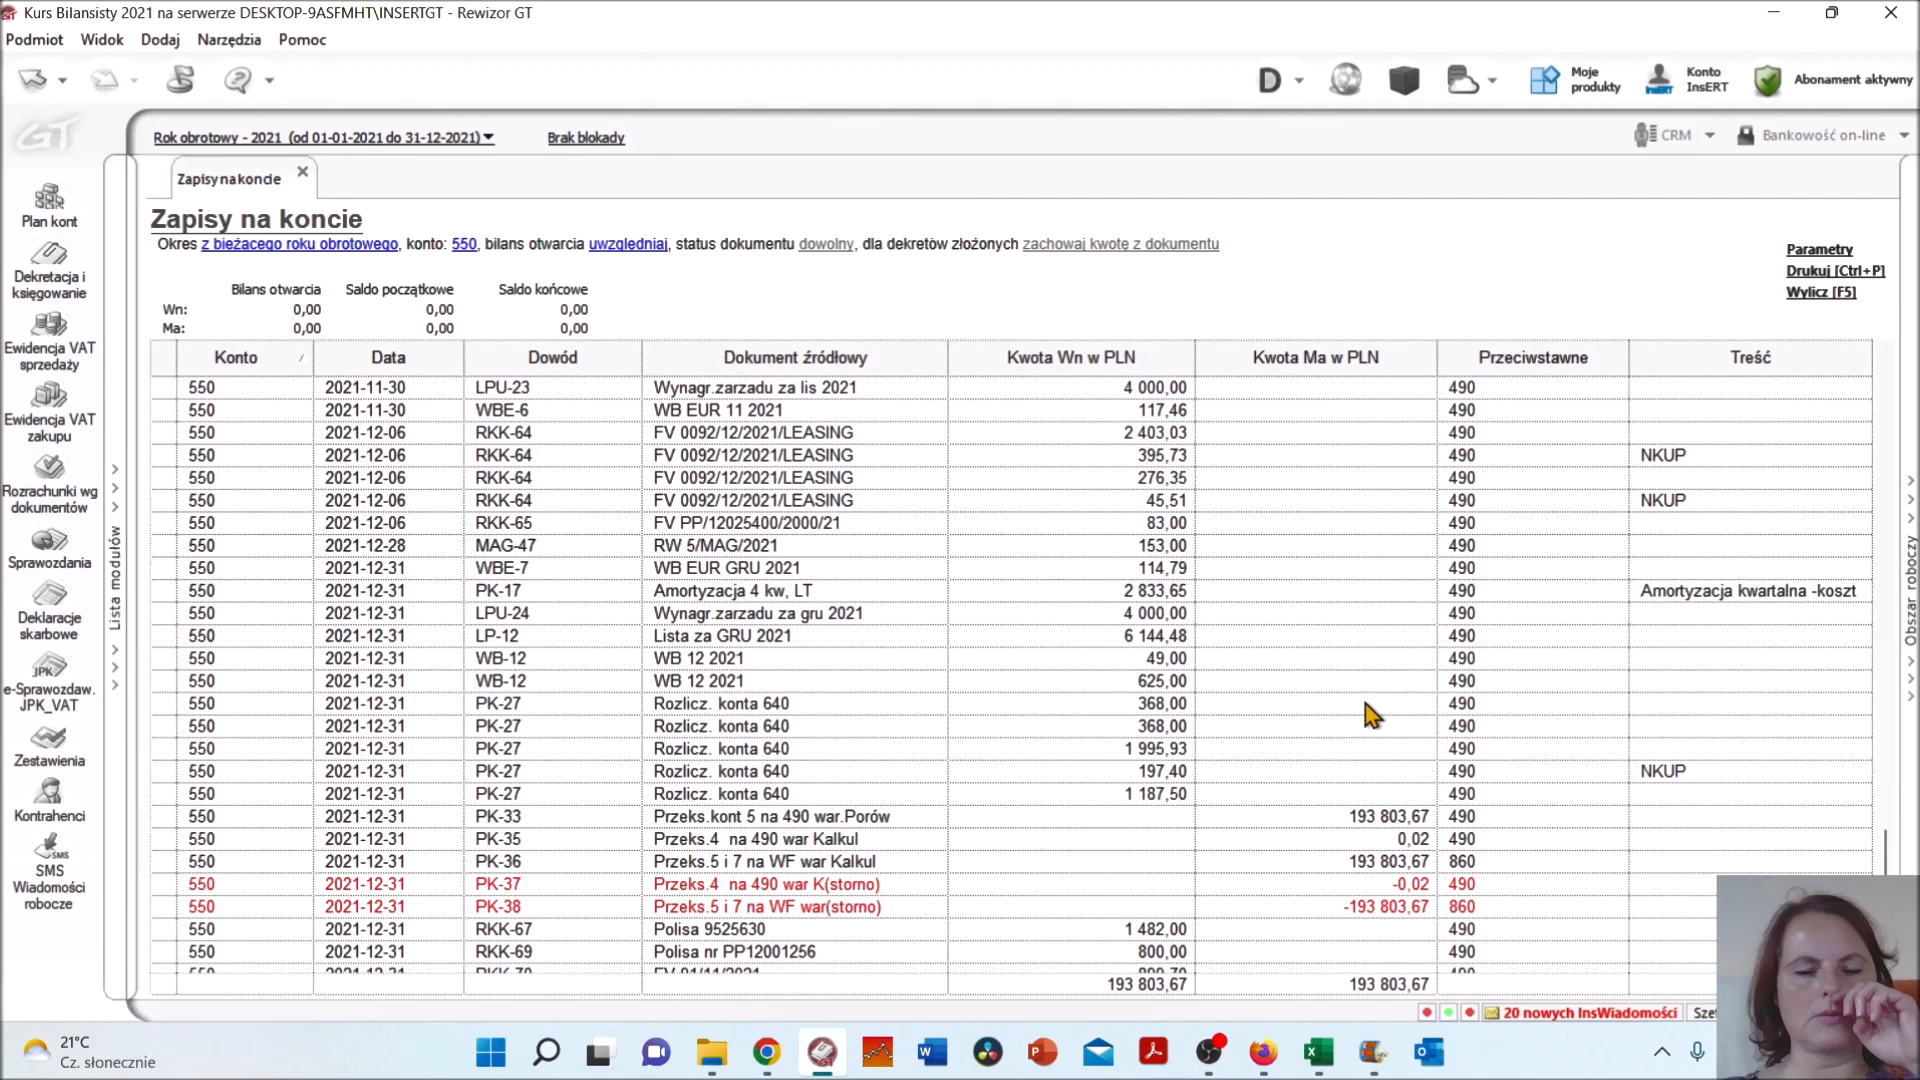 Kurs Bilansisty 2021 na serwerze DESKTOP-9ASFMHT\INSERTGT - Rewizor GT
Podmiot Widok Dodaj Narzędzia Pomoc
D Moje produkty Konto InsERT Abonament aktywny
GT
Rok obrotowy - 2021 (od 01-01-2021 do 31-12-2021) Brak blokady CRM Bankowość on-line
Zapisy na koncie
Zapisy na koncie
Okres z bieżącego roku obrotowego, konto: 550, bilans otwarcia uwzględniaj, status dokumentu dowolny, dla dekretów złożonych zachowaj kwotę z dokumentu
Parametry
Drukuj [Ctrl+P]
Wylicz [F5]
Bilans otwarcia Saldo początkowe Saldo końcowe
Wn: 0,00 0,00 0,00
Ma: 0,00 0,00 0,00
Konto Data Dowód Dokument źródłowy Kwota Wn w PLN Kwota Ma w PLN Przeciwstawne Treść
550 2021-11-30 LPU-23 Wynagr.zarzadu za lis 2021 4 000,00 490
550 2021-11-30 WBE-6 WB EUR 11 2021 117,46 490
550 2021-12-06 RKK-64 FV 0092/12/2021/LEASING 2 403,03 490
550 2021-12-06 RKK-64 FV 0092/12/2021/LEASING 395,73 490 NKUP
550 2021-12-06 RKK-64 FV 0092/12/2021/LEASING 276,35 490
550 2021-12-06 RKK-64 FV 0092/12/2021/LEASING 45,51 490 NKUP
550 2021-12-06 RKK-65 FV PP/12025400/2000/21 83,00 490
550 2021-12-28 MAG-47 RW 5/MAG/2021 153,00 490
550 2021-12-31 WBE-7 WB EUR GRU 2021 114,79 490
550 2021-12-31 PK-17 Amortyzacja 4 kw, LT 2 833,65 490 Amortyzacja kwartalna -koszt
550 2021-12-31 LPU-24 Wynagr.zarzadu za gru 2021 4 000,00 490
550 2021-12-31 LP-12 Lista za GRU 2021 6 144,48 490
550 2021-12-31 WB-12 WB 12 2021 49,00 490
550 2021-12-31 WB-12 WB 12 2021 625,00 490
550 2021-12-31 PK-27 Rozlicz. konta 640 368,00 490
550 2021-12-31 PK-27 Rozlicz. konta 640 368,00 490
550 2021-12-31 PK-27 Rozlicz. konta 640 1 995,93 490
550 2021-12-31 PK-27 Rozlicz. konta 640 197,40 490 NKUP
550 2021-12-31 PK-27 Rozlicz. konta 640 1 187,50 490
550 2021-12-31 PK-33 Przeks.kont 5 na 490 war.Porów 193 803,67 490
550 2021-12-31 PK-35 Przeks.4 na 490 war Kalkul 0,02 490
550 2021-12-31 PK-36 Przeks.5 i 7 na WF war Kalkul 193 803,67 860
550 2021-12-31 PK-37 Przeks.4 na 490 war K(storno) -0,02 490
550 2021-12-31 PK-38 Przeks.5 i 7 na WF war(storno) -193 803,67 860
550 2021-12-31 RKK-67 Polisa 9525630 1 482,00 490
550 2021-12-31 RKK-69 Polisa nr PP12001256 800,00 490
193 803,67 193 803,67
Plan kont
Dekretacja i księgowanie
Ewidencja VAT sprzedaży
Ewidencja VAT zakupu
Rozrachunki wg dokumentów
Sprawozdania
Deklaracje skarbowe
JPK
e-Sprawozdaw. JPK_VAT
Zestawienia
Kontrahenci
SMS
SMS Wiadomości robocze
Lista modułów
Obszar roboczy
20 nowych InsWiadomości
21°C
Cz. słonecznie